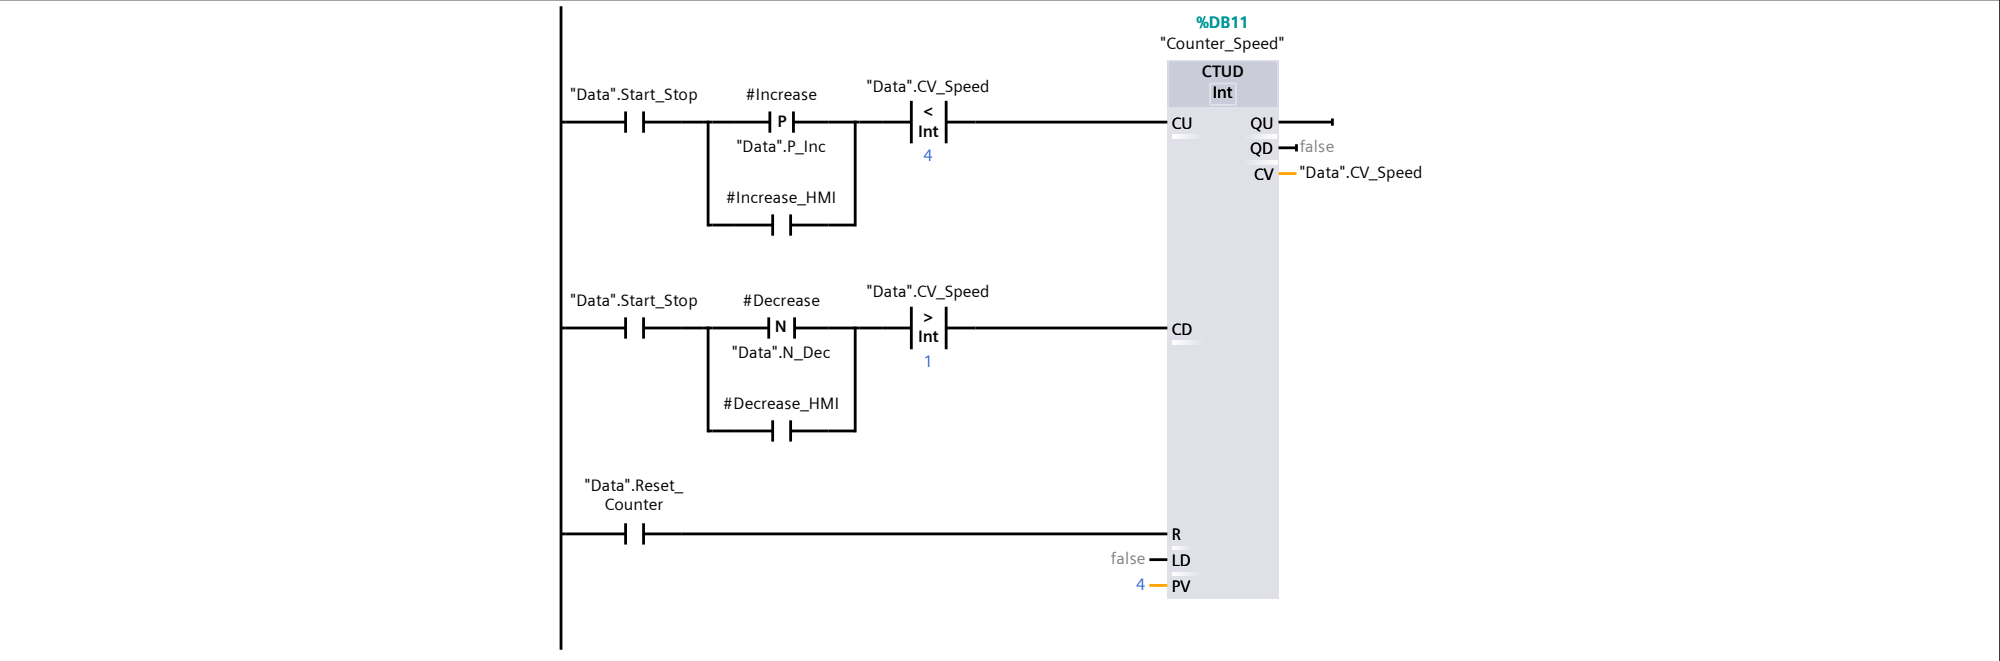 %DB11
"Counter_Speed"
CTUD
Int
"Data".Start_Stop
#Increase
P
"Data".P_Inc
#Increase_HMI
"Data".CV_Speed
<
Int
4
CU
QU
QD
false
CV
"Data".CV_Speed
"Data".Start_Stop
#Decrease
N
"Data".N_Dec
#Decrease_HMI
"Data".CV_Speed
>
Int
1
CD
"Data".Reset_
Counter
R
false
LD
4
PV